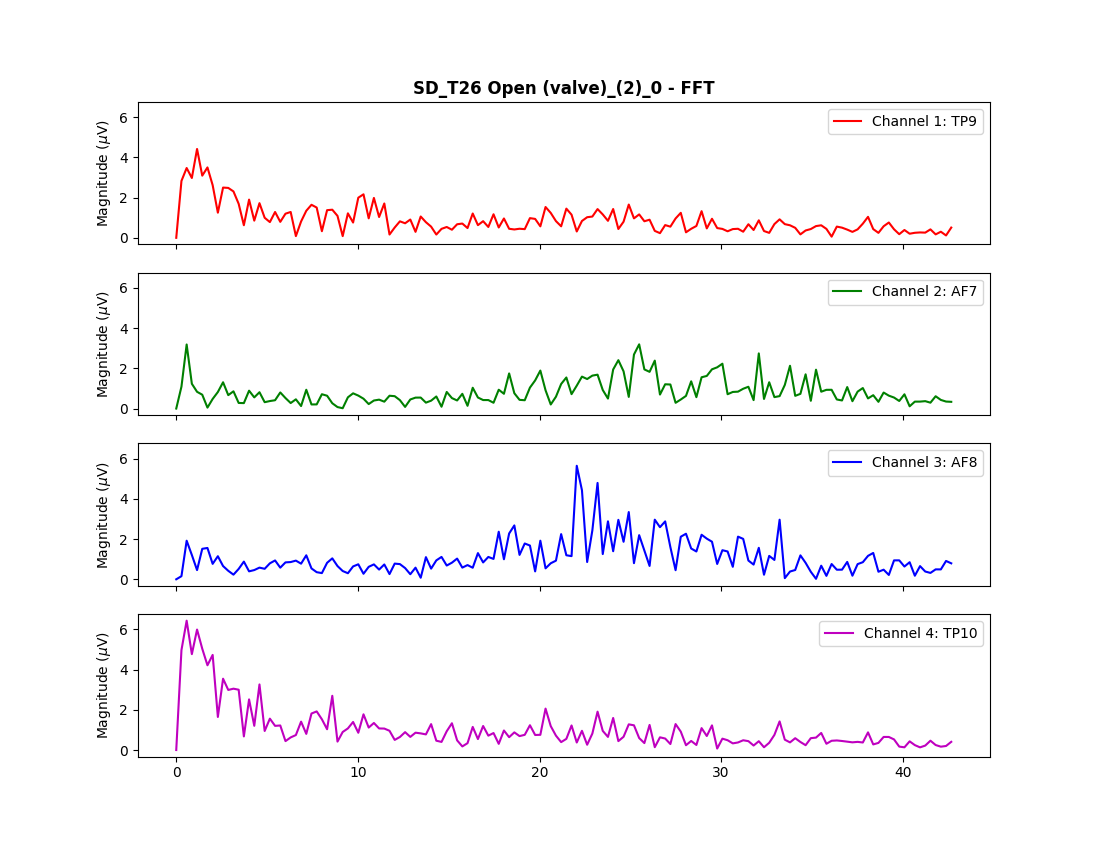 SD_T26 Open (valve)_(2)_0 - FFT
Magnitude (μV)
6
4
2
0
Channel 1: TP9
Magnitude (μV)
6
4
2
0
Channel 2: AF7
Magnitude (μV)
6
4
2
0
Channel 3: AF8
Magnitude (μV)
6
4
2
0
Channel 4: TP10
0 10 20 30 40